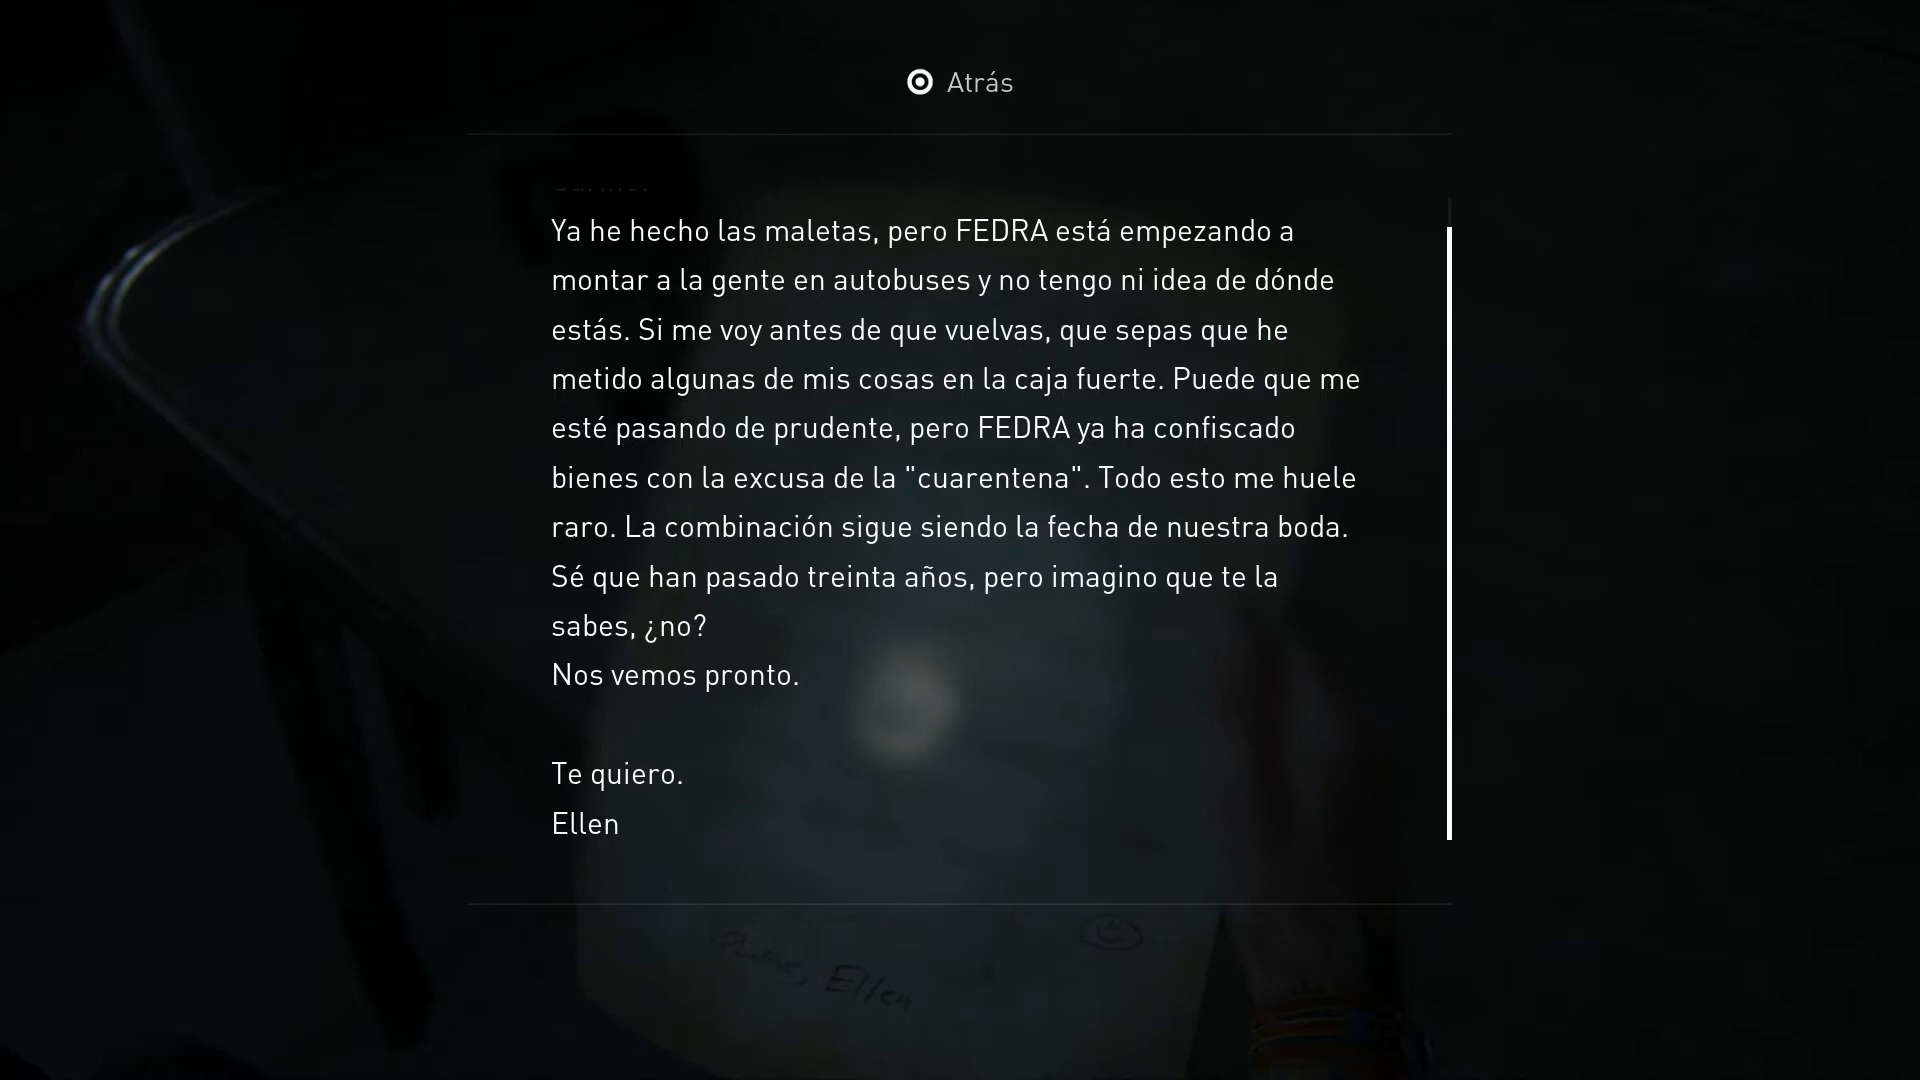 Atrás
Ya he hecho las maletas, pero FEDRA está empezando a
montar a la gente en autobuses y no tengo ni idea de dónde
estás. Si me voy antes de que vuelvas, que sepas que he
metido algunas de mis cosas en la caja fuerte. Puede que me
esté pasando de prudente, pero FEDRA ya ha confiscado
bienes con la excusa de la "cuarentena". Todo esto me huele
raro. La combinación sigue siendo la fecha de nuestra boda.
Sé que han pasado treinta años, pero imagino que te la
sabes, ¿no?
Nos vemos pronto.
Te quiero.
Ellen
Love, Ellen